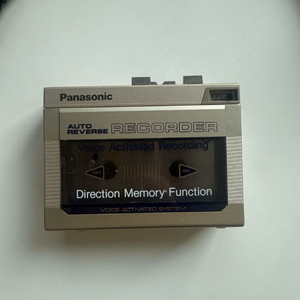 Panasonic
AUTO
REVERSE RECORDER
Voice Activated Recording
Direction Memory Function
VOICE ACTIVATED SYSTEM